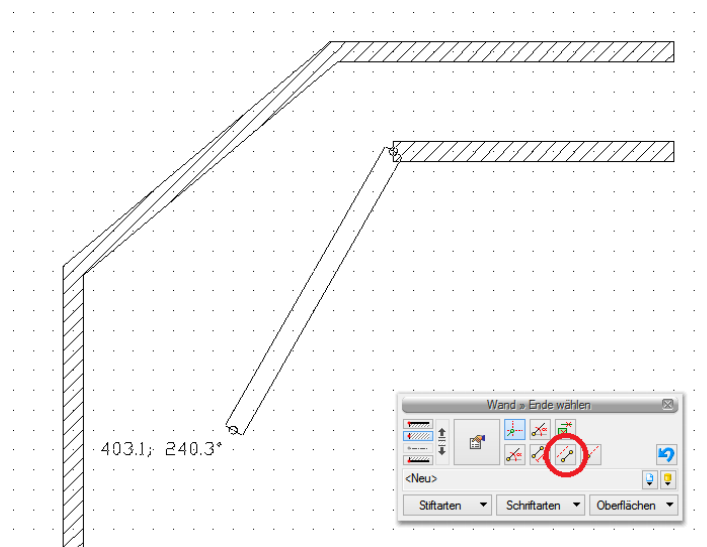 403.1; 240.3°
Wand » Ende wählen
<Neu>
Stiftarten
Schriftarten
Oberflächen